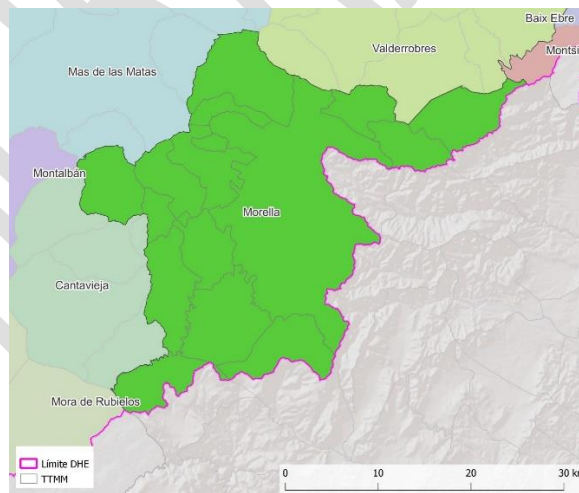 Baix Ebre
Valderrobres
Montsi
Mas de las Matas
Montalbán
Morella
Cantavieja
Mora de Rubielos
Límite DHE
TTMM
0 10 20 30 km